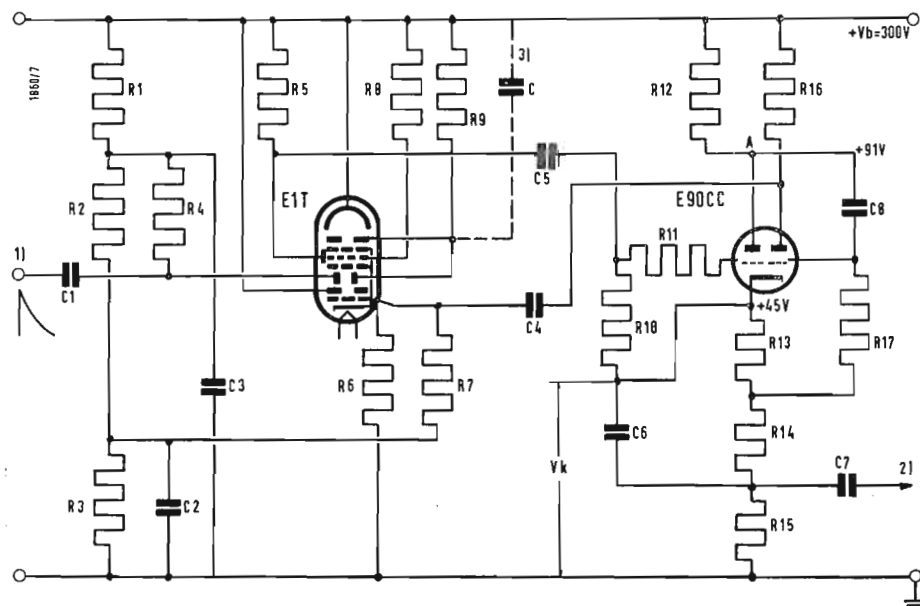 +Vb=300V
1860/7
R1
R5
R8
R9
3)
C
R12
R16
A
+91V
C5
R2
R4
E1T
E90CC
C8
R11
1)
C1
C4
+45V
R10
R13
R17
C3
R6
R7
C6
R14
Vk
C7
2)
R3
C2
R15